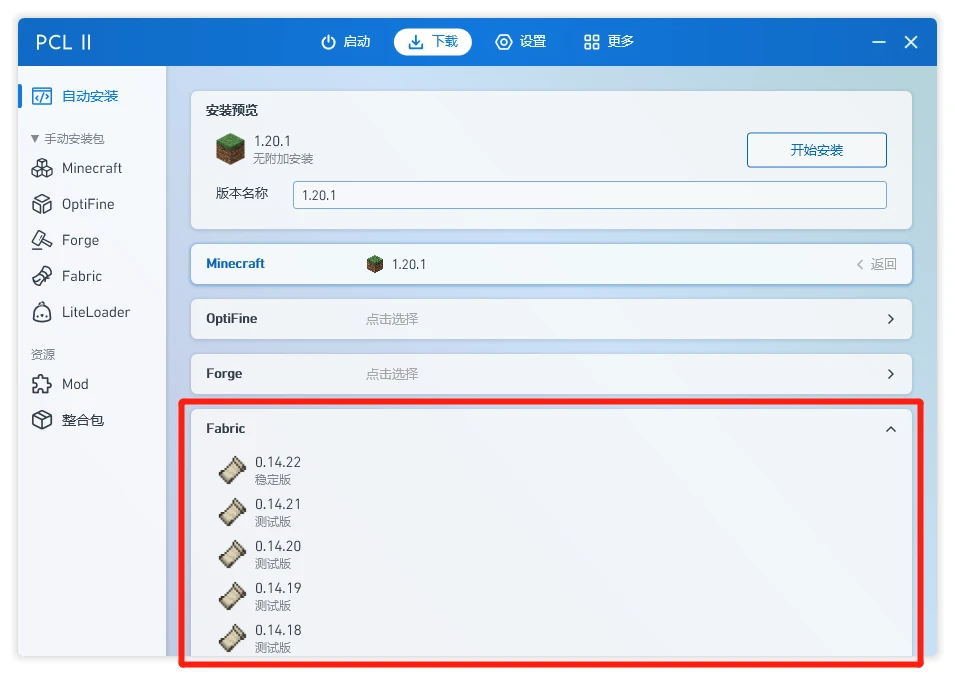 PCL II
启动
下载
设置
更多
自动安装
手动安装包
Minecraft
OptiFine
Forge
Fabric
LiteLoader
资源
Mod
整合包
安装预览
1.20.1
无附加安装
开始安装
版本名称
1.20.1
Minecraft 1.20.1 返回
OptiFine 点击选择
Forge 点击选择
Fabric
0.14.22
稳定版
0.14.21
测试版
0.14.20
测试版
0.14.19
测试版
0.14.18
测试版